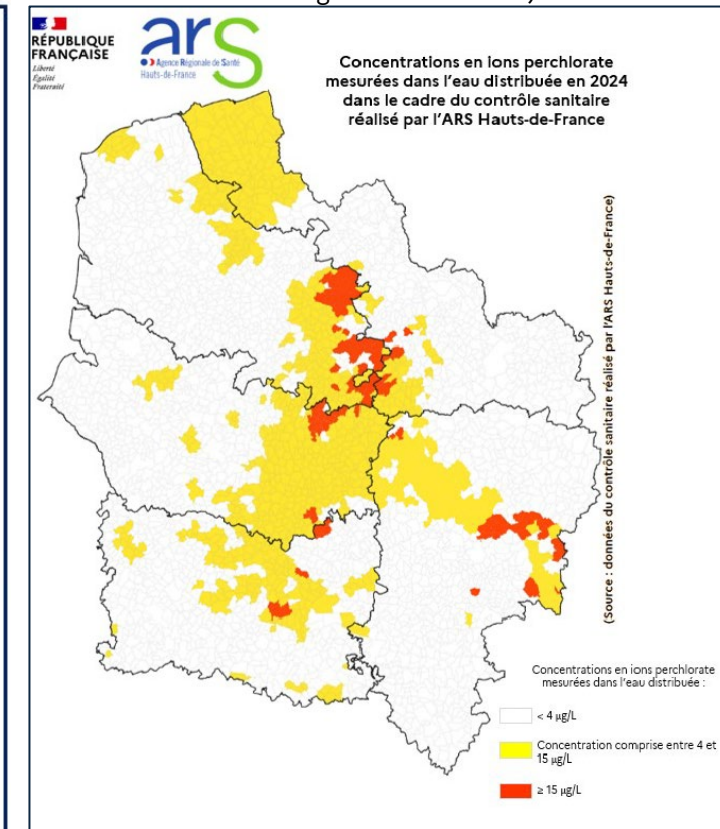 RÉPUBLIQUE
FRANÇAISE
Liberté
Égalité
Fraternité
ars
Agence Régionale de Santé
Hauts-de-France
Concentrations en ions perchlorate
mesurées dans l'eau distribuée en 2024
dans le cadre du contrôle sanitaire
réalisé par l'ARS Hauts-de-France
(Source : données du contrôle sanitaire réalisé par l'ARS Hauts-de-France)
Concentrations en ions perchlorate
mesurées dans l'eau distribuée :
< 4 µg/L
Concentration comprise entre 4 et
15 µg/L
≥ 15 µg/L